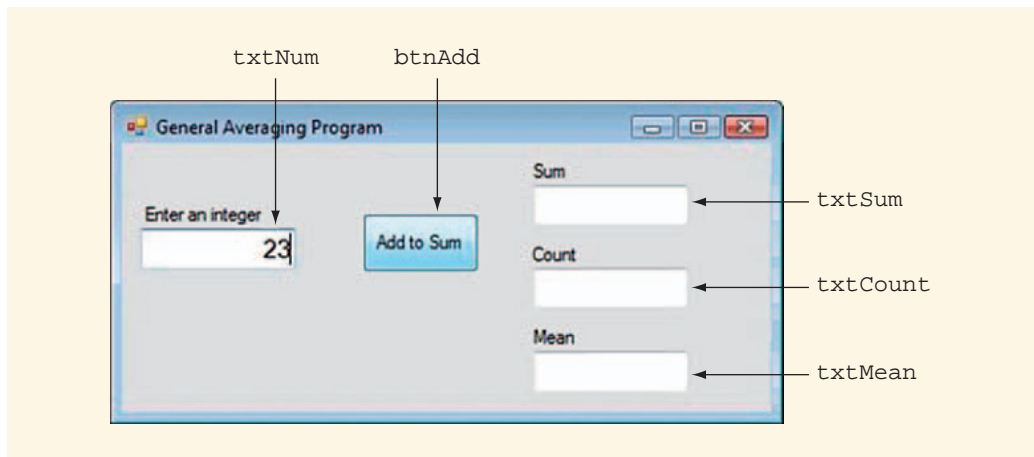 txtNum btnAdd
General Averaging Program
Sum
txtSum
Enter an integer
23
Add to Sum
Count
txtCount
Mean
txtMean